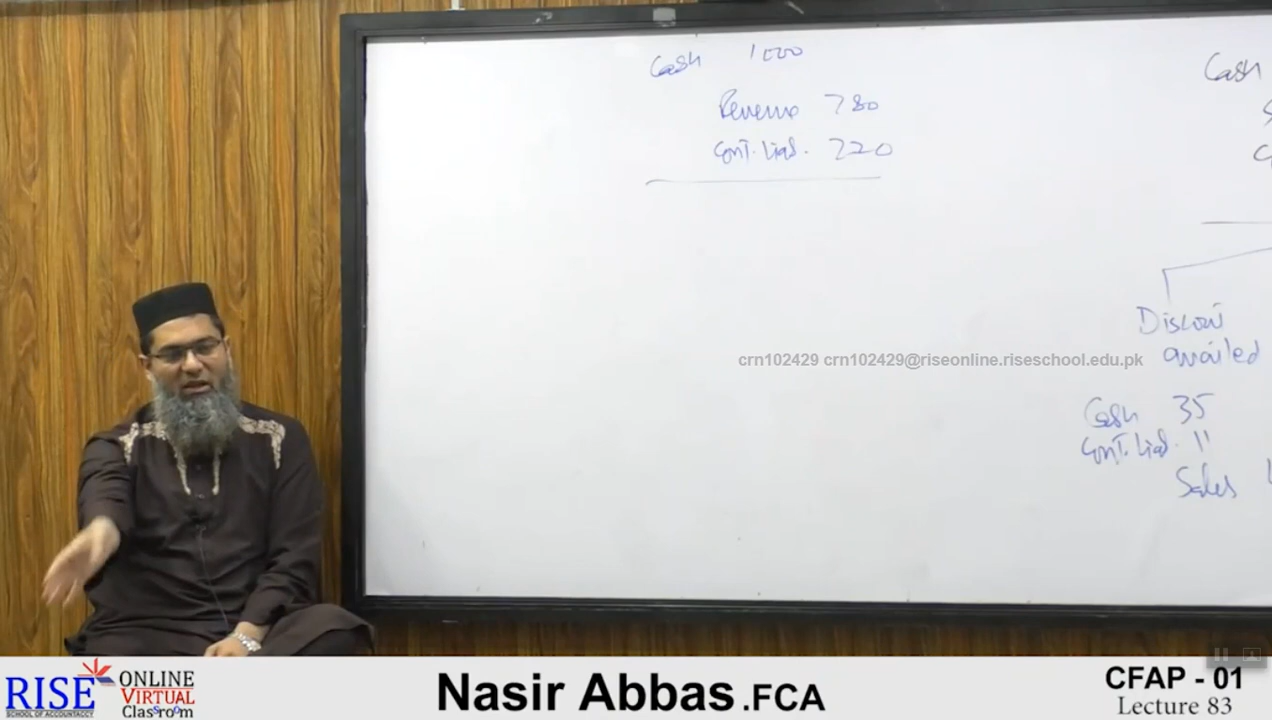 Cash 1000
Revenue 780
Cont. Liab. 220
Cash
Discount
availed
Cash 35
Cont. Liab. 11
Sales
crn102429 crn102429@riseonline.riseschool.edu.pk
RISE
SCHOOL OF ACCOUNTANCY
ONLINE
VIRTUAL
Classroom
Nasir Abbas.FCA
CFAP - 01
Lecture 83